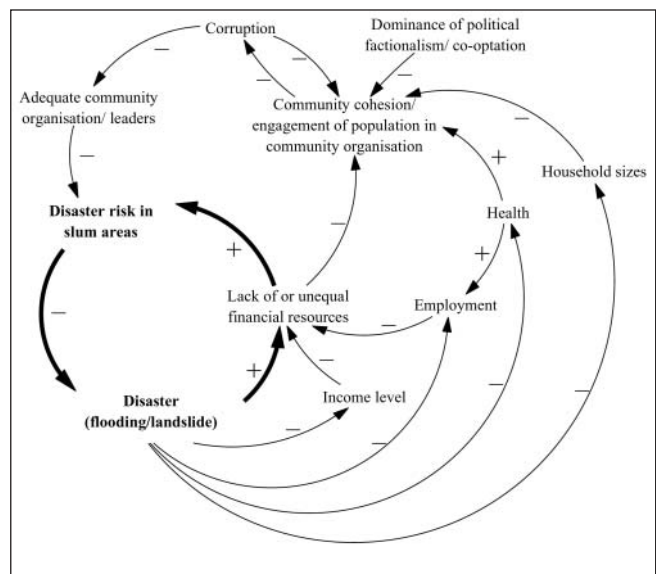 Corruption
Dominance of political
factionalism/ co-optation
−
−
−
−
Adequate community
organisation/ leaders
Community cohesion/
engagement of population in
community organisation
−
−
+
Household sizes
Disaster risk in
slum areas
Health
−
+
+
Lack of or unequal
financial resources
Employment
−
−
−
+
−
−
Income level
Disaster
(flooding/landslide)
−
−
−